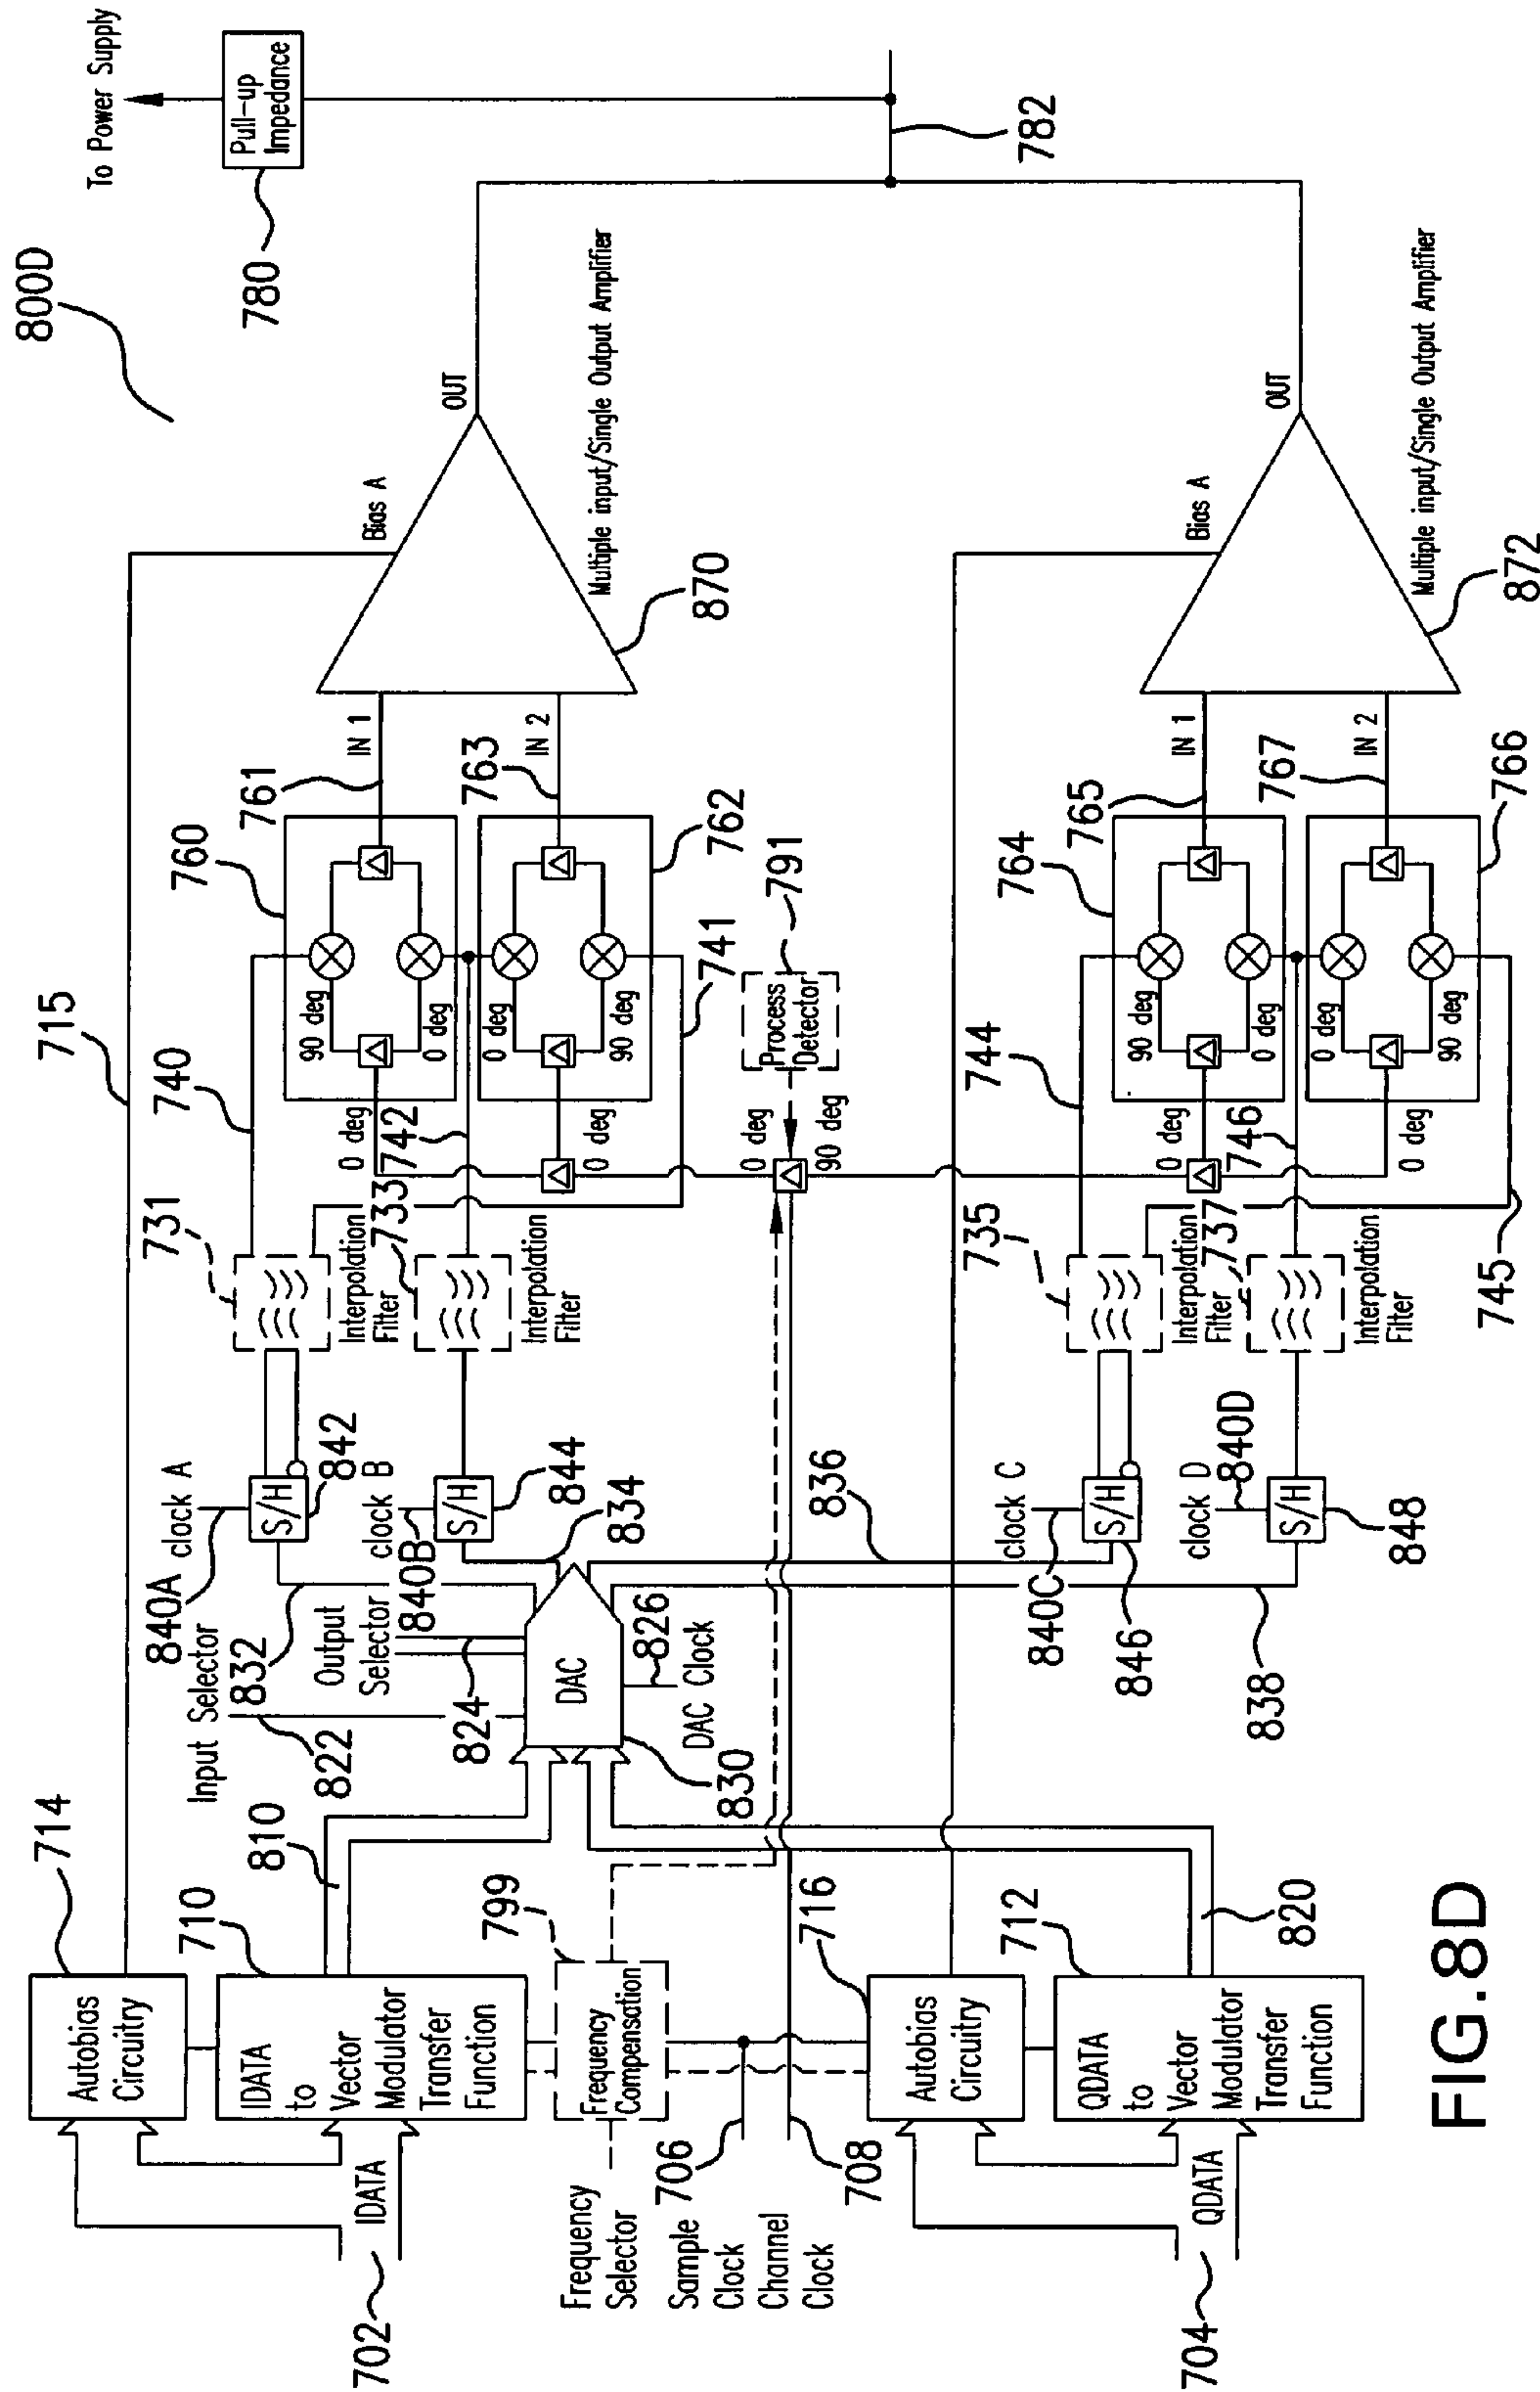 800D
To Power Supply
Pull-up
Impedance
780
782
715
Bias A
OUT
Multiple input/Single Output Amplifier
870
714
Autobias
Circuitry
710
IDATA
to
Vector
Modulator
Transfer
Function
IDATA
702
810
Input Selector
822
832
Output
Selector
824
DAC
830
826
DAC Clock
840A
clock A
S/H
842
clock B
840B
S/H
844
834
731
Interpolation
Filter
733
Interpolation
Filter
740
742
741
760
90 deg
0 deg
0 deg
761
IN 1
763
IN 2
762
0 deg
90 deg
0 deg
791
Process
Detector
0 deg
90 deg
799
Frequency
Compensation
Frequency
Selector
706
Sample
Clock
Channel
Clock
708
836
716
Autobias
Circuitry
712
QDATA
to
Vector
Modulator
Transfer
Function
QDATA
704
820
838
840C
clock C
S/H
846
clock D
840D
S/H
848
735
Interpolation
Filter
737
Interpolation
Filter
744
746
745
764
90 deg
0 deg
0 deg
765
IN 1
767
IN 2
766
0 deg
90 deg
0 deg
Bias A
OUT
Multiple input/Single Output Amplifier
872
FIG.8D